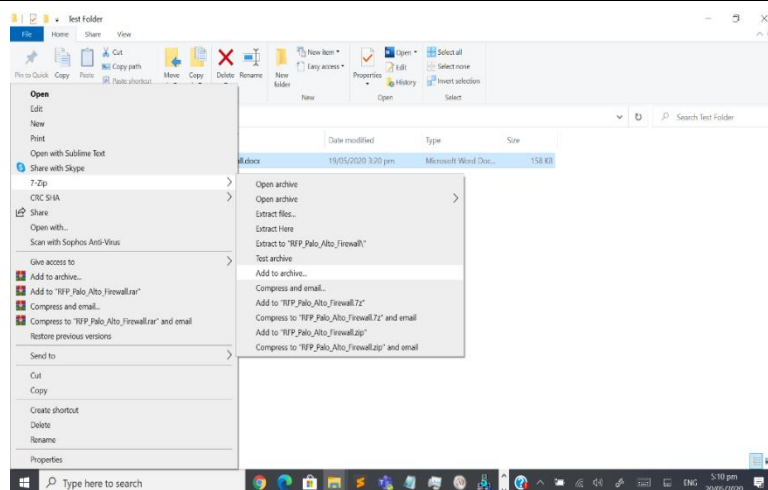 Test Folder
File Home Share View
Pin to Quick Copy Paste
Cut
Copy path
Paste shortcut
Move Copy Delete Rename
New folder
New item
Easy access
New
Properties
Open
Edit
History
Open
Select all
Select none
Invert selection
Select
Search Test Folder
Date modified Type Size
all.docx 19/05/2020 3:20 pm Microsoft Word Doc... 158 KB
Open
Edit
New
Print
Open with Sublime Text
Share with Skype
7-Zip
CRC SHA
Share
Open with...
Scan with Sophos Anti-Virus
Give access to
Add to archive...
Add to "RFP_Palo_Alto_Firewall.rar"
Compress and email...
Compress to "RFP_Palo_Alto_Firewall.rar" and email
Restore previous versions
Send to
Cut
Copy
Create shortcut
Delete
Rename
Properties
Open archive
Open archive
Extract files...
Extract Here
Extract to "RFP_Palo_Alto_Firewall\"
Test archive
Add to archive...
Compress and email...
Add to "RFP_Palo_Alto_Firewall.7z"
Compress to "RFP_Palo_Alto_Firewall.7z" and email
Add to "RFP_Palo_Alto_Firewall.zip"
Compress to "RFP_Palo_Alto_Firewall.zip" and email
Type here to search
ENG
5:10 pm
20/05/2020